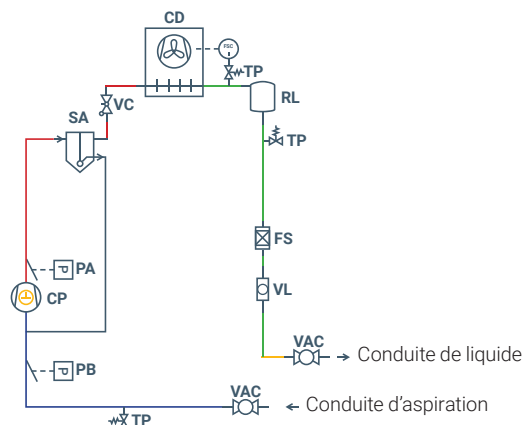 CD
FSC
TP
RL
VC
SA
TP
FS
PA
CP
VL
VAC
Conduite de liquide
PB
VAC
Conduite d’aspiration
TP
P
P